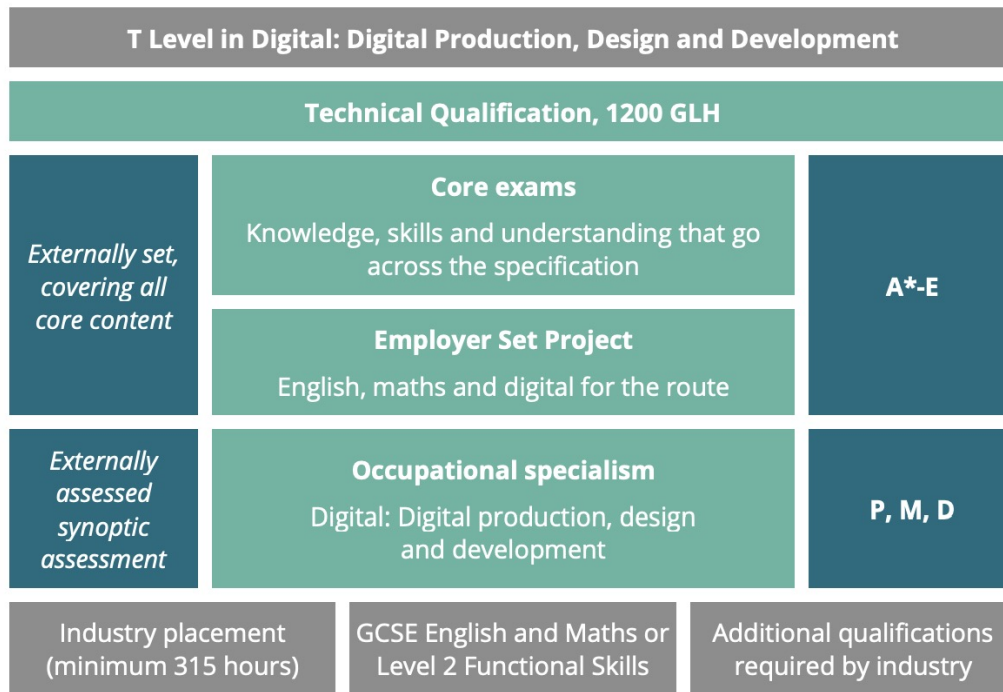 T Level in Digital: Digital Production, Design and Development
Technical Qualification, 1200 GLH
Externally set,
covering all
core content
Core exams
Knowledge, skills and understanding that go
across the specification
Employer Set Project
English, maths and digital for the route
A*-E
Externally
assessed
synoptic
assessment
Occupational specialism
Digital: Digital production, design
and development
P, M, D
Industry placement
(minimum 315 hours)
GCSE English and Maths or
Level 2 Functional Skills
Additional qualifications
required by industry